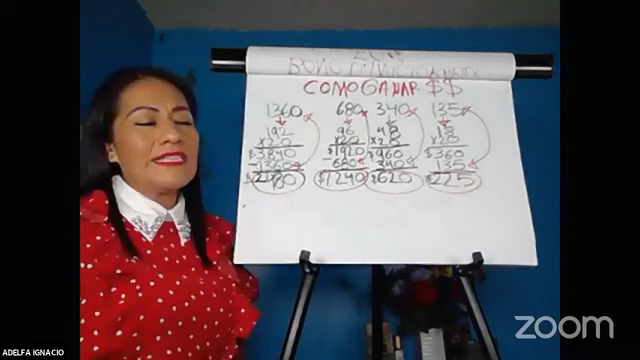 COMO GANAR $$
1360 680 340 135
192 96 48 18
x20 x20 x20 x20
$3840 $1920 $960 $360
-1360 -680 340 135
$1240 $620 $225
ADELFA IGNACIO
zoom